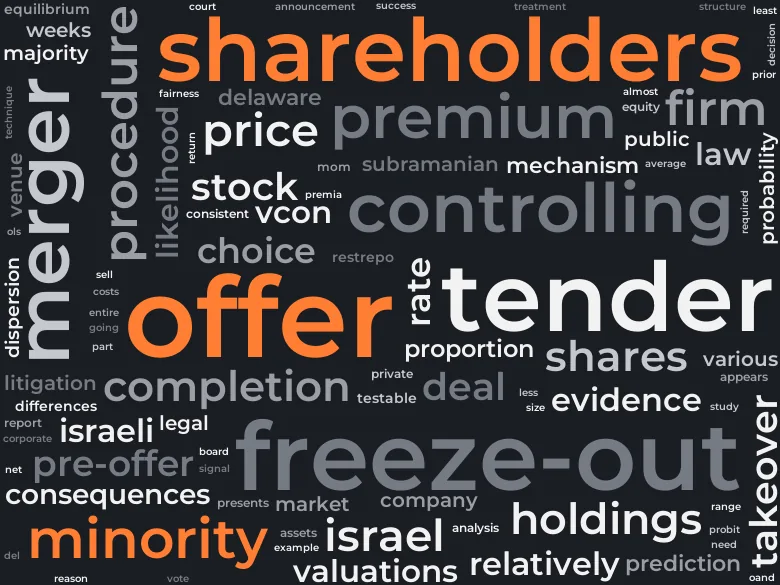 equilibrium
court
announcement
success
treatment
structure
least
weeks
majority
procedure
shareholders
decision
prior
technique
merger
fairness
delaware
premium
almost
equity
firm
likelihood
return
price
public
law
probability
venue
mom
subramanian
mechanism
average
stock
premia
consistent
vcon
controlling
required
ols
choice
restrepo
dispersion
sell
costs
entire
going
part
offer
rate
tender
proportion
shares
various
appears
litigation
completion
private
testable
deal
less
size
evidence
study
differences
report
corporate
israeli
legal
takeover
net
pre-offer
board
signal
freeze-out
consequences
presents
market
company
holdings
range
minority
assets
example
israel
analysis
probit
need
del
valuations
relatively
prediction
reason
vote